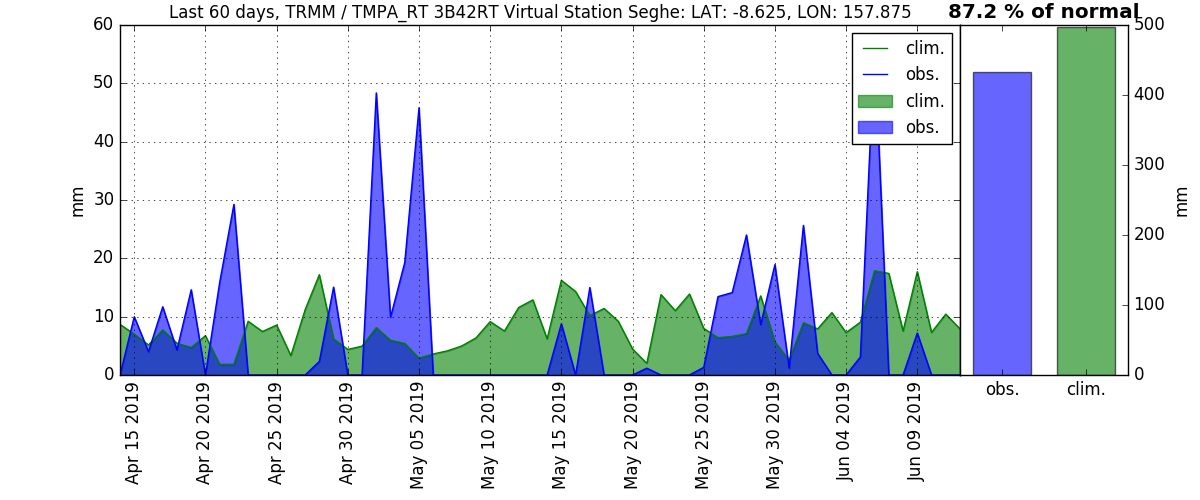 Last 60 days, TRMM / TMPA_RT 3B42RT Virtual Station Seghe: LAT: -8.625, LON: 157.875
87.2 % of normal
60
50
40
30
20
10
0
mm
clim.
obs.
clim.
obs.
500
400
300
200
100
0
mm
obs.
clim.
Apr 15 2019
Apr 20 2019
Apr 25 2019
Apr 30 2019
May 05 2019
May 10 2019
May 15 2019
May 20 2019
May 25 2019
May 30 2019
Jun 04 2019
Jun 09 2019